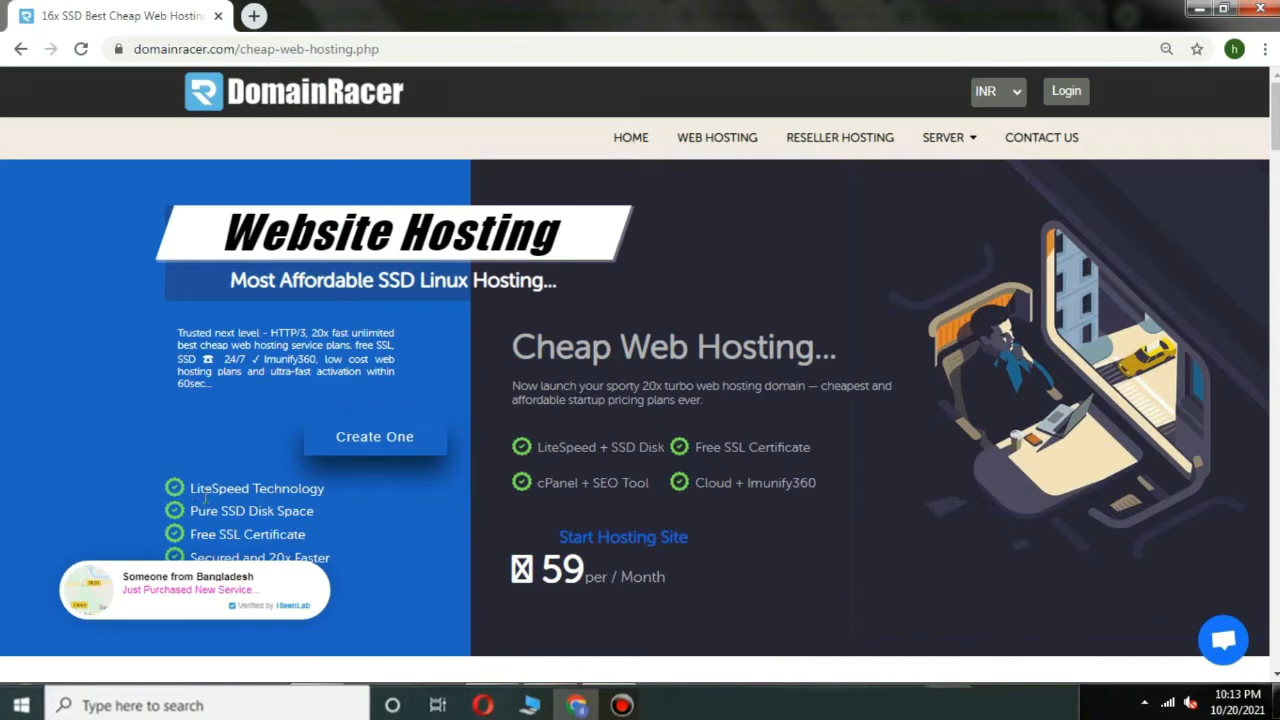 16x SSD Best Cheap Web Hostin
domainracer.com/cheap-web-hosting.php
h
DomainRacer
INR
Login
HOME
WEB HOSTING
RESELLER HOSTING
SERVER
CONTACT US
Website Hosting
Most Affordable SSD Linux Hosting...
Trusted next level - HTTP/3, 20x fast unlimited
best cheap web hosting service plans. free SSL,
SSD ☎ 24/7 ✓ Imunify360, low cost web
hosting plans and ultra-fast activation within
60sec...
Create One
LiteSpeed Technology
Pure SSD Disk Space
Free SSL Certificate
Secured and 20x Faster
Cheap Web Hosting...
Now launch your sporty 20x turbo web hosting domain — cheapest and
affordable startup pricing plans ever.
LiteSpeed + SSD Disk
Free SSL Certificate
cPanel + SEO Tool
Cloud + Imunify360
Start Hosting Site
59 per / Month
Someone from Bangladesh
Just Purchased New Service...
Verified by ISeenLab
Type here to search
10:13 PM
10/20/2021